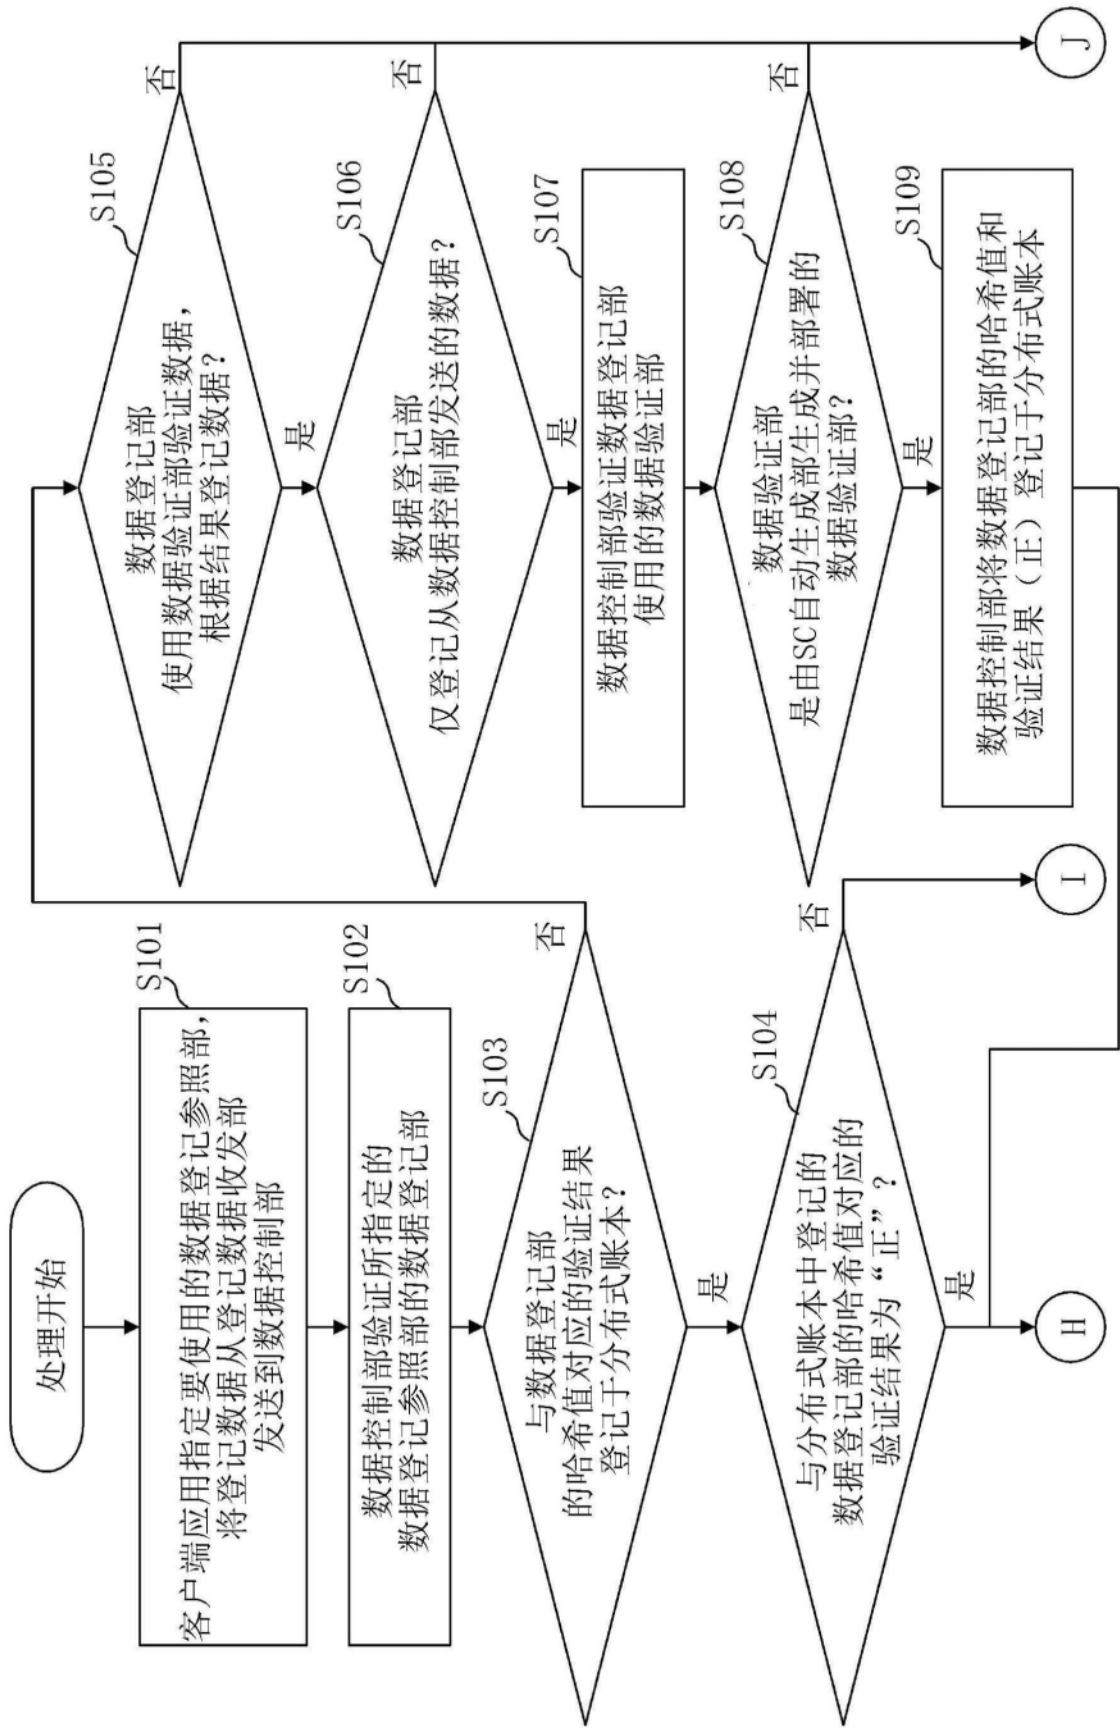 处理开始
S101
客户端应用指定要使用的数据登记参照部，
将登记数据从登记数据收发部
发送到数据控制部
S102
数据控制部验证所指定的
数据登记参照部的数据登记部
S103
与数据登记部
的哈希值对应的验证结果
登记于分布式账本？
否
是
S104
与分布式账本中登记的
数据登记部的哈希值对应的
验证结果为“正”？
否
是
H
I
S105
数据登记部
使用数据验证部验证数据，
根据结果登记数据？
否
是
S106
数据登记部
仅登记从数据控制部发送的数据？
否
是
S107
数据控制部验证数据登记部
使用的数据验证部
S108
数据验证部
是由SC自动生成部生成并部署的
数据验证部？
否
是
S109
数据控制部将数据登记部的哈希值和
验证结果（正）登记于分布式账本
J